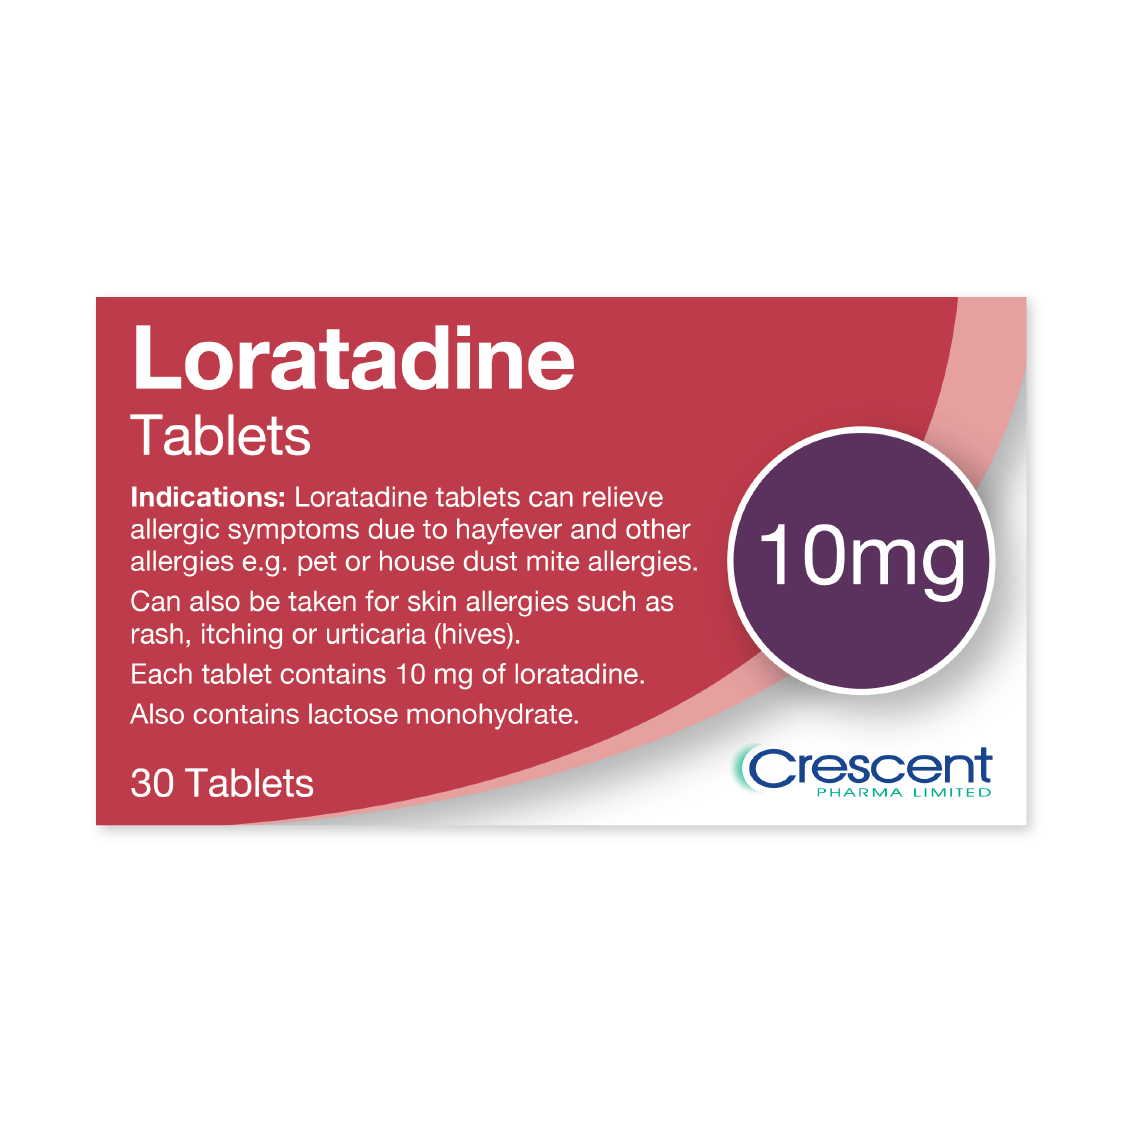 Loratadine
Tablets
Indications: Loratadine tablets can relieve
allergic symptoms due to hayfever and other
allergies e.g. pet or house dust mite allergies.
Can also be taken for skin allergies such as
rash, itching or urticaria (hives).
Each tablet contains 10 mg of loratadine.
Also contains lactose monohydrate.
30 Tablets
10mg
Crescent
PHARMA LIMITED